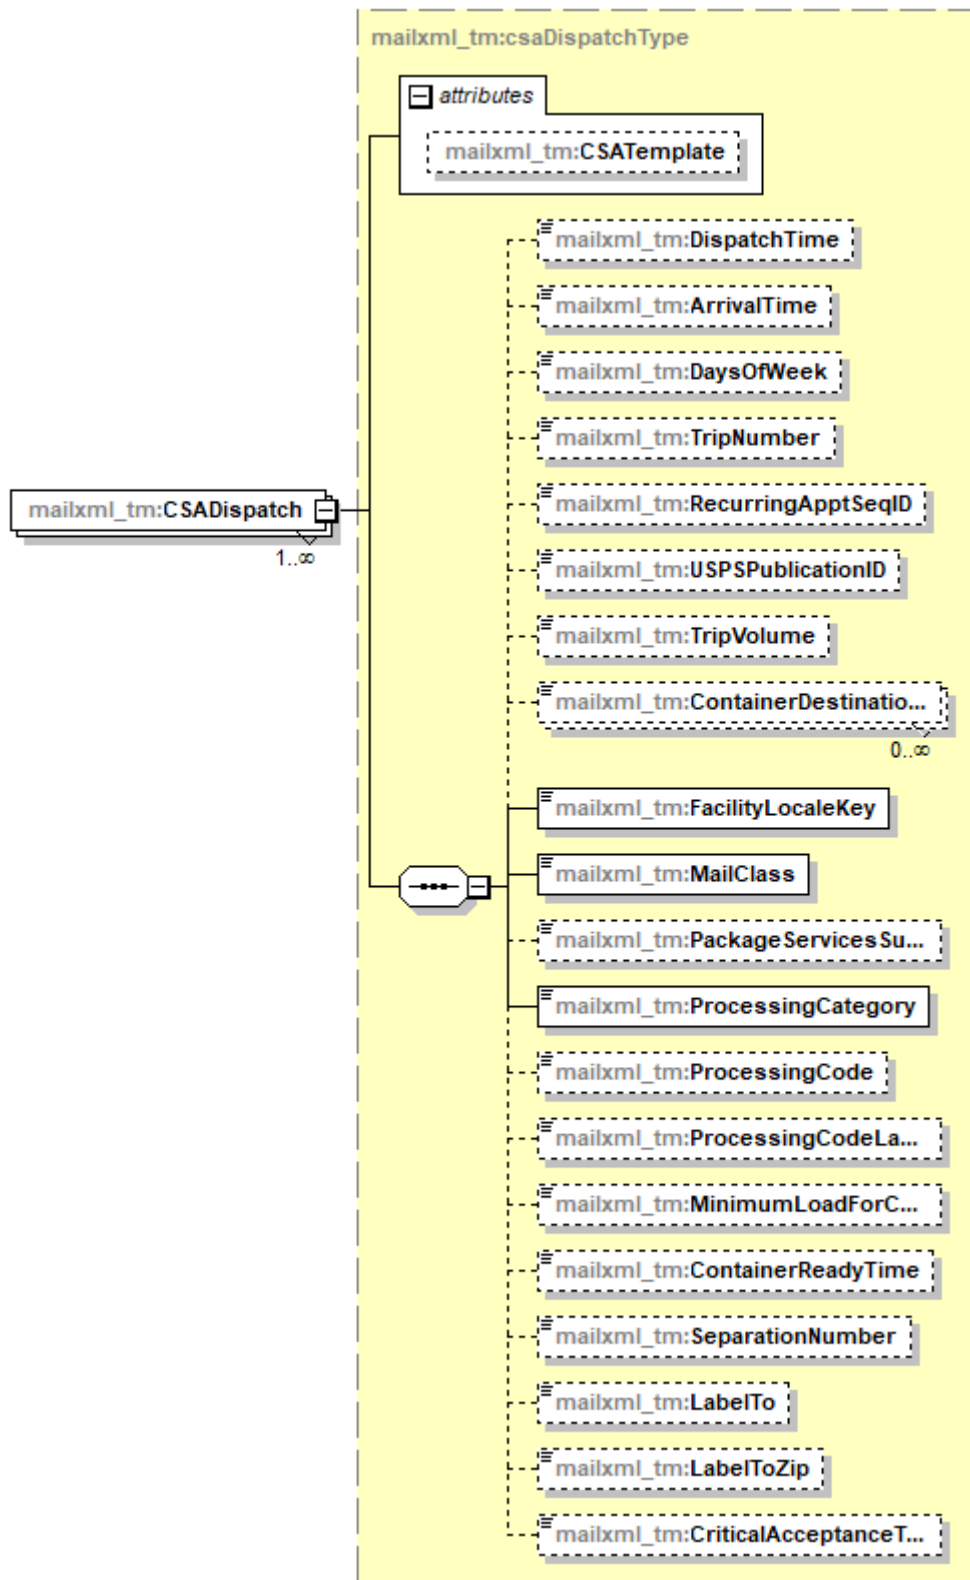 mailxml_tm:csaDispatchType
attributes
mailxml_tm:CSATemplate
mailxml_tm:DispatchTime
mailxml_tm:ArrivalTime
mailxml_tm:DaysOfWeek
mailxml_tm:TripNumber
mailxml_tm:CSADispatch
1..∞
mailxml_tm:RecurringApptSeqID
mailxml_tm:USPSPublicationID
mailxml_tm:TripVolume
mailxml_tm:ContainerDestinatio...
0..∞
mailxml_tm:FacilityLocaleKey
mailxml_tm:MailClass
mailxml_tm:PackageServicesSu...
mailxml_tm:ProcessingCategory
mailxml_tm:ProcessingCode
mailxml_tm:ProcessingCodeLa...
mailxml_tm:MinimumLoadForC...
mailxml_tm:ContainerReadyTime
mailxml_tm:SeparationNumber
mailxml_tm:LabelTo
mailxml_tm:LabelToZip
mailxml_tm:CriticalAcceptanceT...